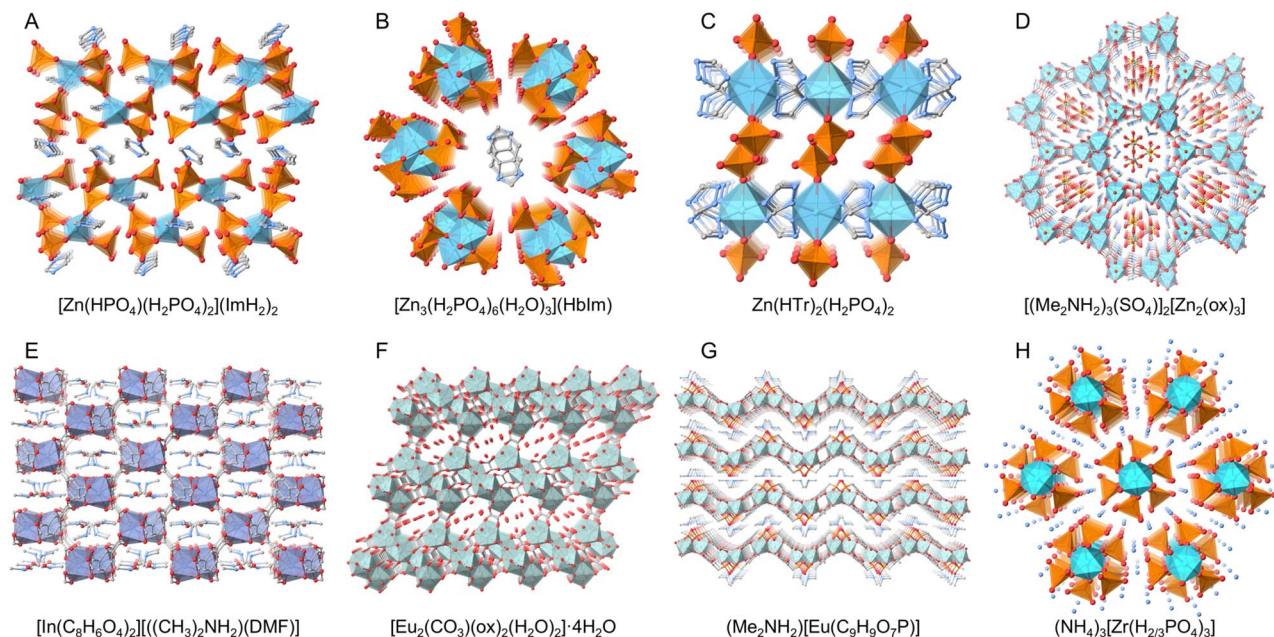 A
B
C
D
[Zn(HPO₄)(H₂PO₄)₂](ImH₂)₂
[Zn₃(H₂PO₄)₆(H₂O)₃](HbIm)
Zn(HTr)₂(H₂PO₄)₂
[(Me₂NH₂)₃(SO₄)]₂[Zn₂(ox)₃]
E
F
G
H
[In(C₈H₆O₄)₂][((CH₃)₂NH₂)(DMF)]
[Eu₂(CO₃)(ox)₂(H₂O)₂]·4H₂O
(Me₂NH₂)[Eu(C₉H₉O₇P)]
(NH₄)₃[Zr(H₂/₃PO₄)₃]